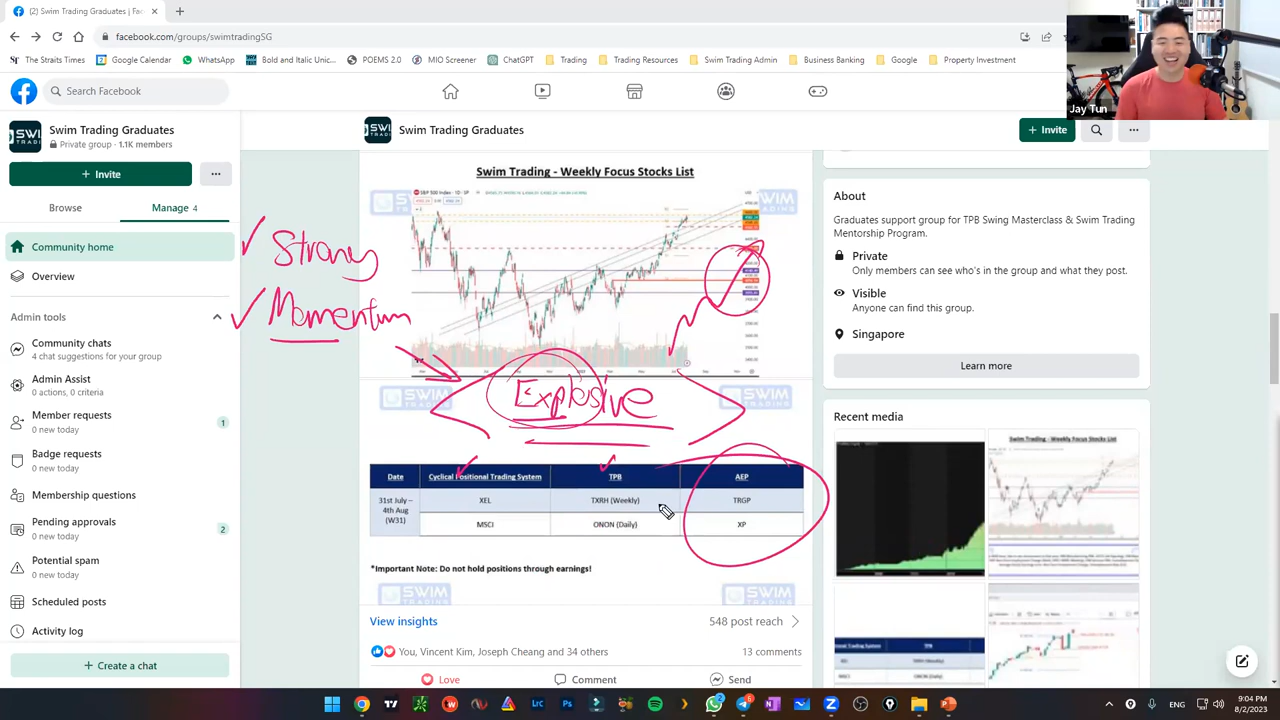 (2) Swim Trading Graduates | Fac
facebook.com/groups/swimtradingSG
The Straits Times
Google Calendar
WhatsApp
Bold and Italic Unic...
POEMS 2.0
MIO Screener
ChatGPT
Trading
Trading Resources
Swim Trading Admin
Business Banking
Google
Property Investment
Jay Tun
Search Facebook
Swim Trading Graduates
Private group · 1.1K members
+ Invite
Browse
Manage 4
Community home
Overview
Admin tools
Community chats
4 chat suggestions for your group
Admin Assist
0 actions, 0 criteria
Member requests
0 new today
1
Badge requests
0 new today
Membership questions
Pending approvals
0 new today
2
Potential spam
0 new today
Scheduled posts
Activity log
+ Create a chat
Swim Trading Graduates
+ Invite
Swim Trading - Weekly Focus Stocks List
Strong
Momentum
Explosive
Date
Cyclical Positional Trading System
TPB
AEP
31st July –
4th Aug
(W31)
XEL
TXRH (Weekly)
TRGP
MSCI
ONON (Daily)
XP
Do not hold positions through earnings!
View insights
548 post reach
Vincent Kim, Joseph Cheang and 34 others
13 comments
Love
Comment
Send
About
Graduates support group for TPB Swing Masterclass & Swim Trading
Mentorship Program.
Private
Only members can see who's in the group and what they post.
Visible
Anyone can find this group.
Singapore
Learn more
Recent media
Swim Trading - Weekly Focus Stocks List
ENG
9:04 PM
8/2/2023